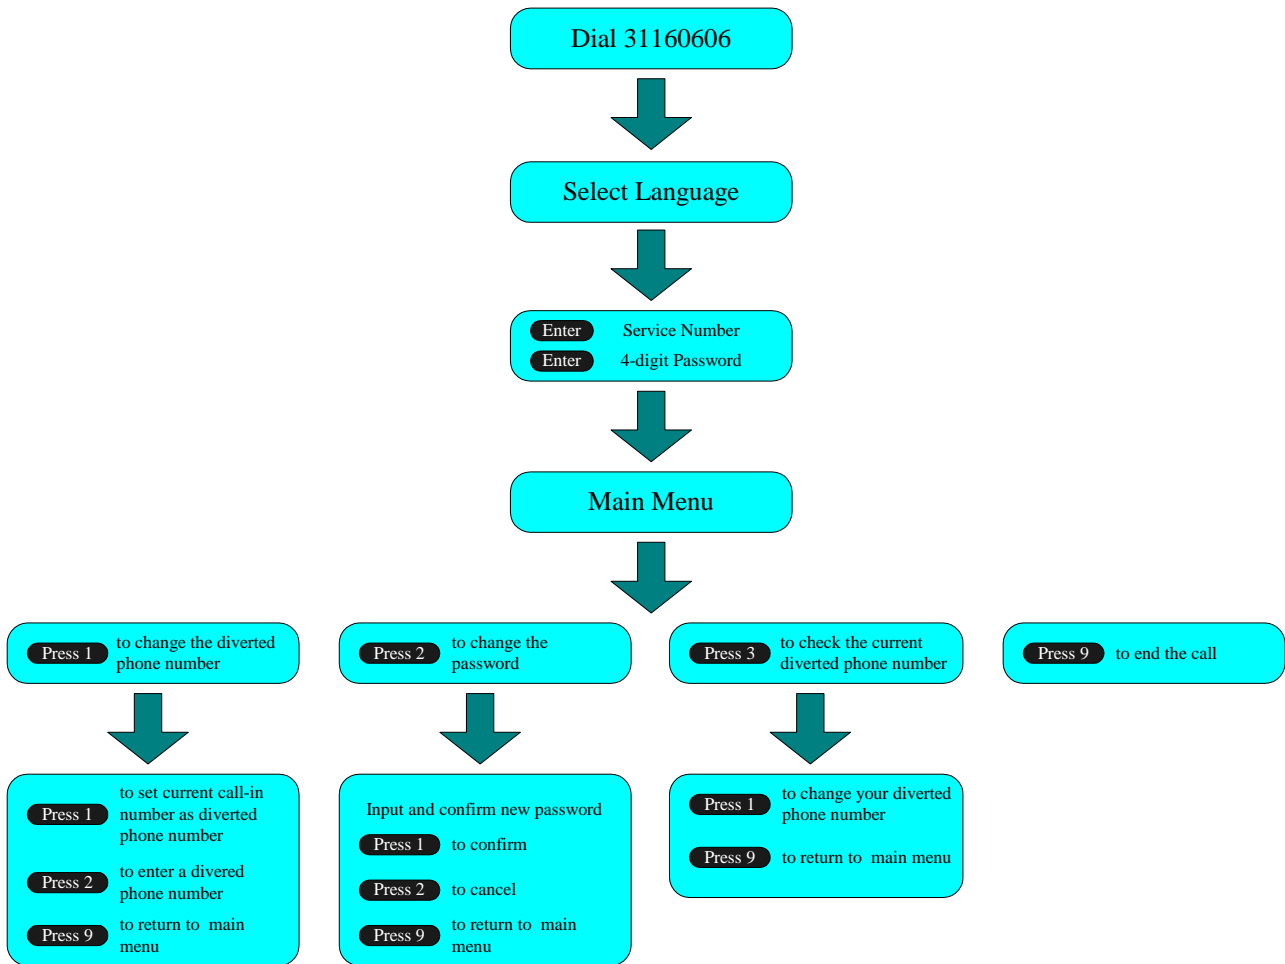 Dial 31160606
Select Language
Enter Service Number
Enter 4-digit Password
Main Menu
Press 1 to change the diverted
phone number
Press 2 to change the
password
Press 3 to check the current
diverted phone number
Press 9 to end the call
Press 1 to set current call-in
number as diverted
phone number
Press 2 to enter a divered
phone number
Press 9 to return to main
menu
Input and confirm new password
Press 1 to confirm
Press 2 to cancel
Press 9 to return to main
menu
Press 1 to change your diverted
phone number
Press 9 to return to main menu